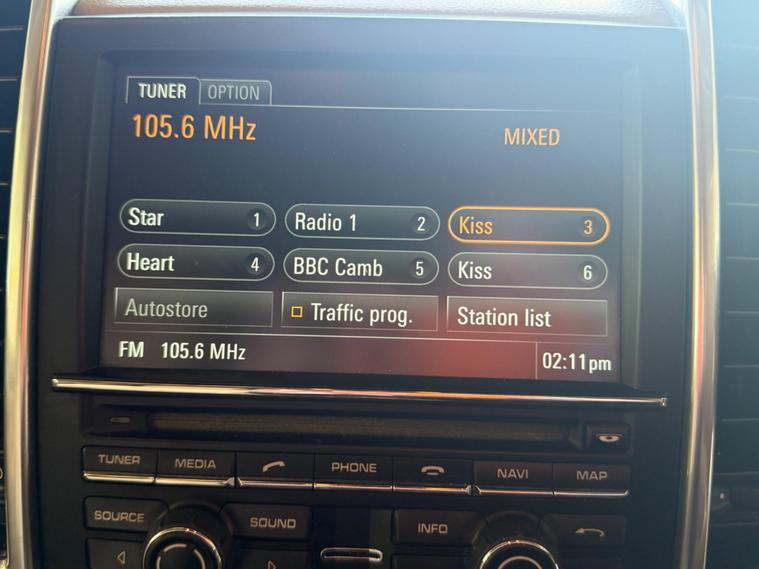 TUNER OPTION
105.6 MHz MIXED
Star 1 Radio 1 2 Kiss 3
Heart 4 BBC Camb 5 Kiss 6
Autostore Traffic prog. Station list
FM 105.6 MHz 02:11pm
TUNER MEDIA PHONE NAVI MAP
SOURCE SOUND INFO